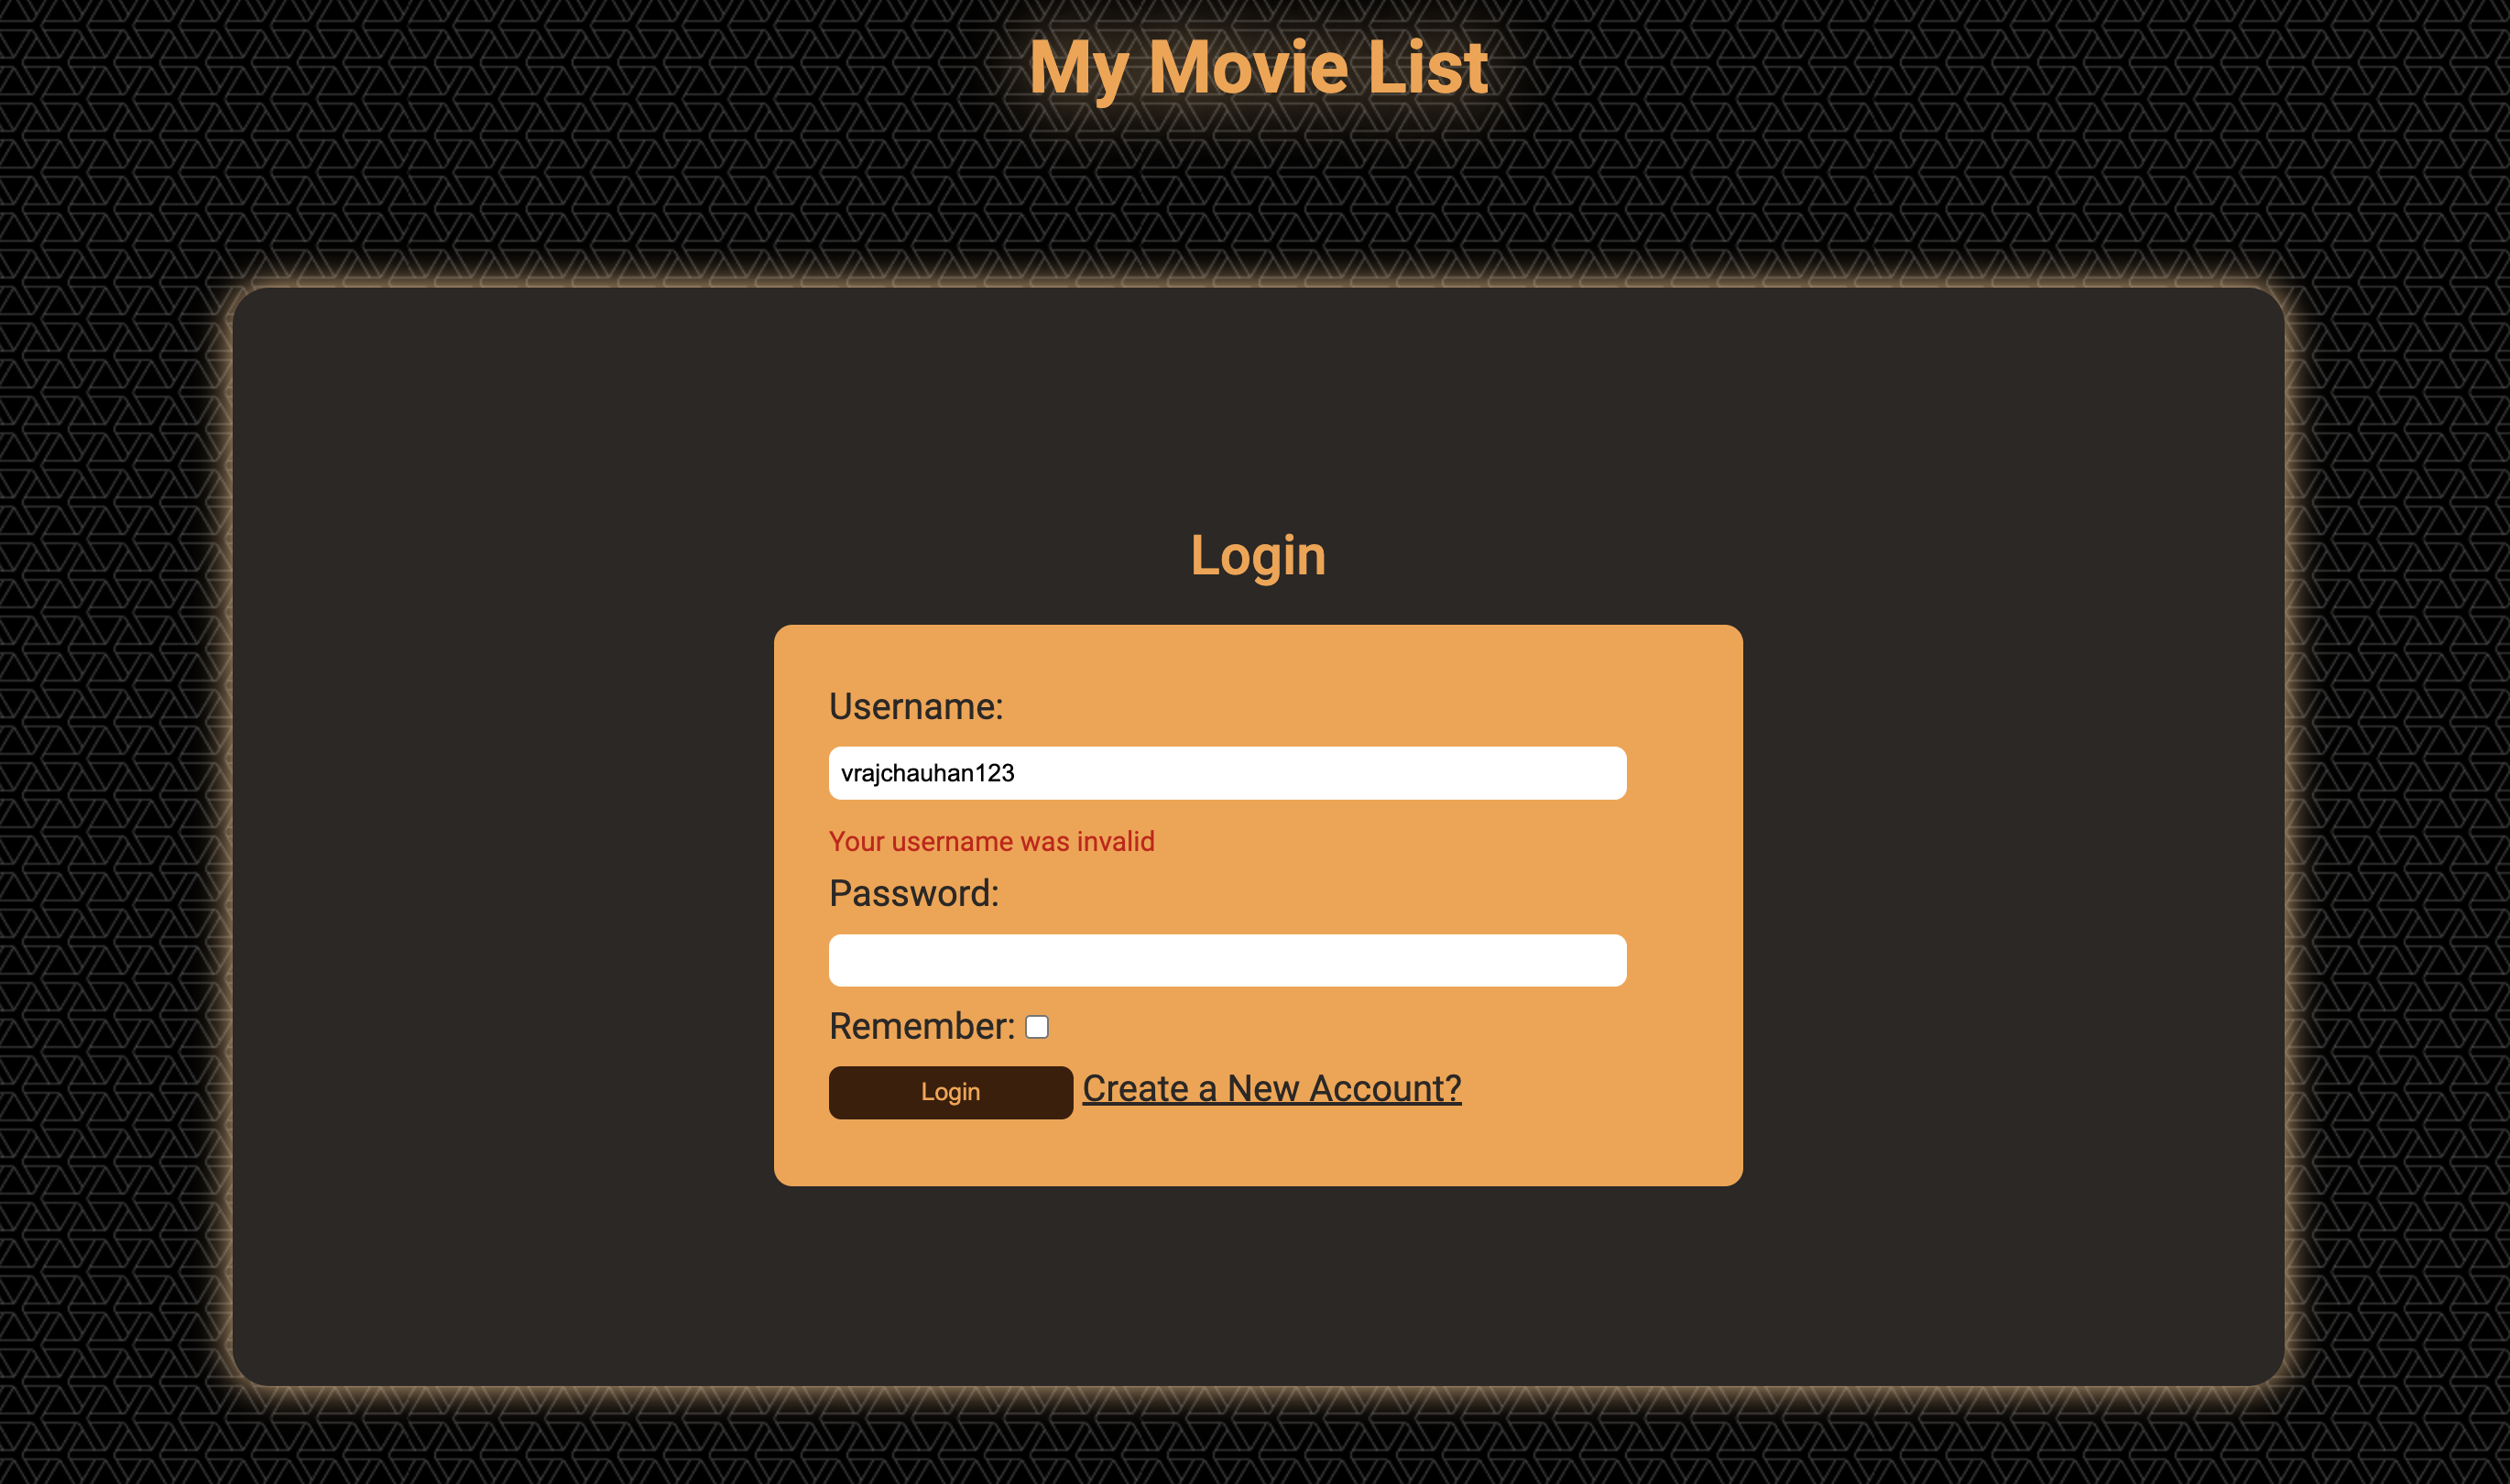 My Movie List
Login
Username:
vrajchauhan123
Your username was invalid
Password:
Remember:
Login Create a New Account?